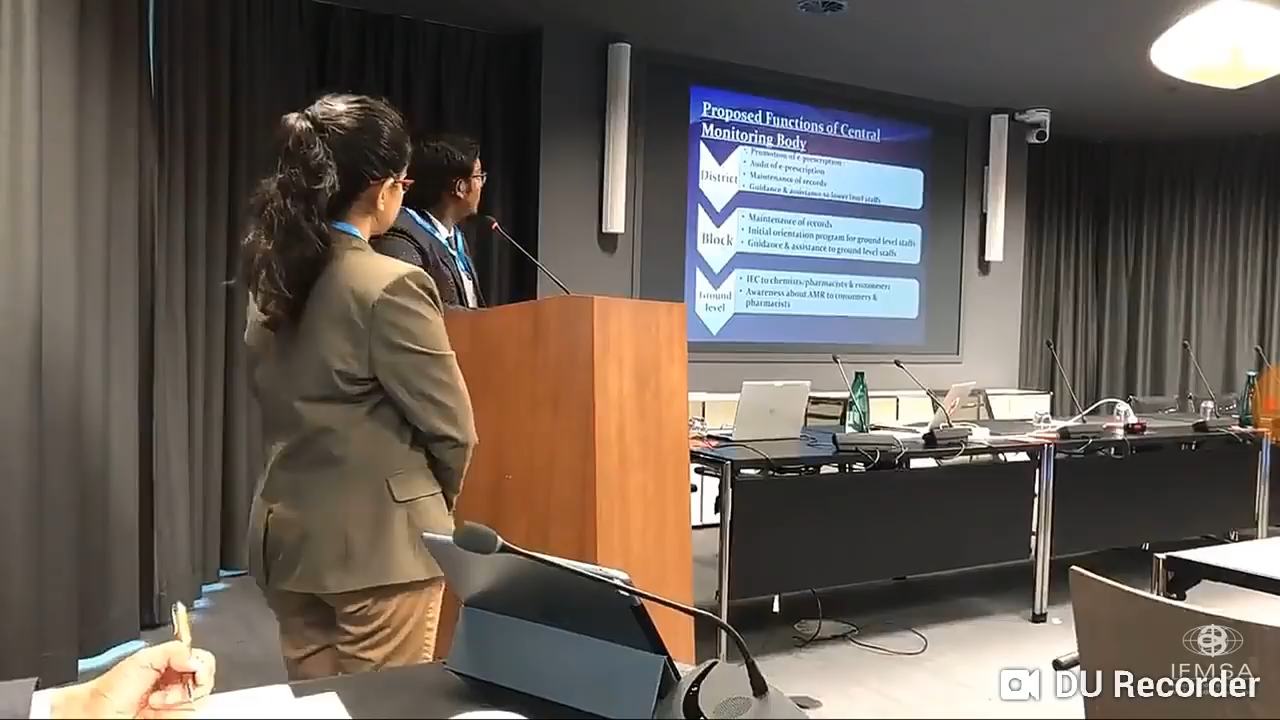 Proposed Functions of Central
Monitoring Body
District
• Promotion of e-prescription
• Audit of e-prescription
• Maintenance of records
• Guidance & assistance to lower level staffs
Block
• Maintenance of records
• Initial orientation program for ground level staffs
• Guidance & assistance to ground level staffs
Ground
level
• IEC to chemists/pharmacists & customers
• Awareness about AMR to consumers &
pharmacists
IFMSA
DU Recorder